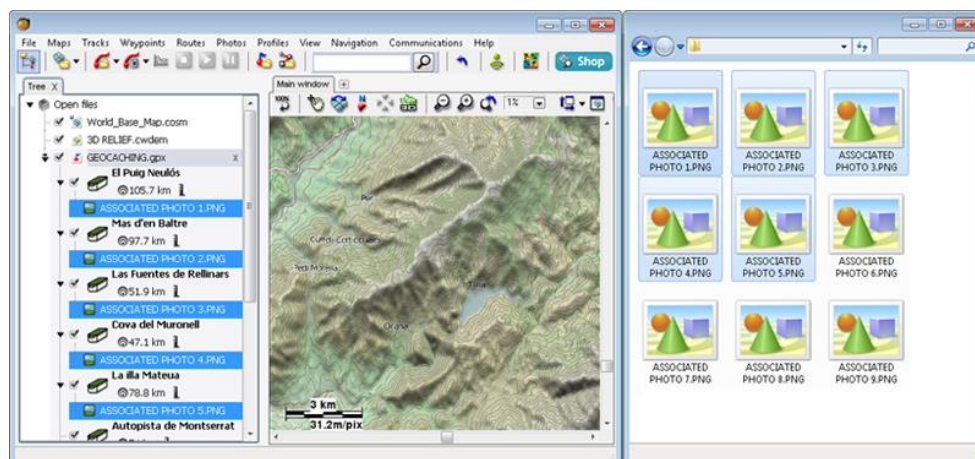 File Maps Tracks Waypoints Routes Photos Profiles View Navigation Communications Help
Shop
Tree X
Open files
World_Base_Map.cosm
3D RELIEF.cwdem
GEOCACHING.gpx x
El Puig Neulós
105.7 km
ASSOCIATED PHOTO 1.PNG
Mas d'en Baltre
97.7 km
ASSOCIATED PHOTO 2.PNG
Las Fuentes de Rellinars
51.9 km
ASSOCIATED PHOTO 3.PNG
Cova del Muronell
47.1 km
ASSOCIATED PHOTO 4.PNG
La illa Mateua
78.8 km
ASSOCIATED PHOTO 5.PNG
Autopista de Montserrat
Main window
100%
3D
1%
Tulia
Ocaña
3 km
31.2m/pix
ASSOCIATED
PHOTO 1.PNG
ASSOCIATED
PHOTO 2.PNG
ASSOCIATED
PHOTO 3.PNG
ASSOCIATED
PHOTO 4.PNG
ASSOCIATED
PHOTO 5.PNG
ASSOCIATED
PHOTO 6.PNG
ASSOCIATED
PHOTO 7.PNG
ASSOCIATED
PHOTO 8.PNG
ASSOCIATED
PHOTO 9.PNG